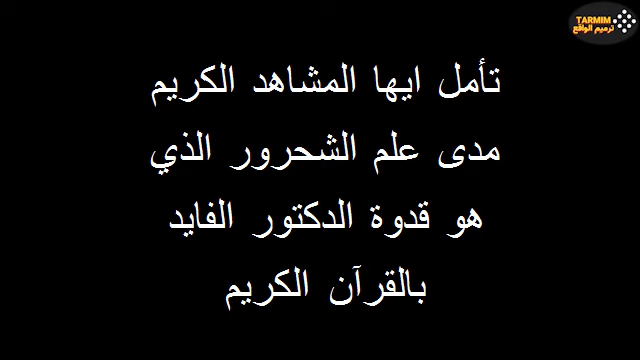 TARMIM
ترميم الواقع
تأمل ايها المشاهد الكريم
مدى علم الشحرور الذي
هو قدوة الدكتور الفايد
بالقرآن الكريم